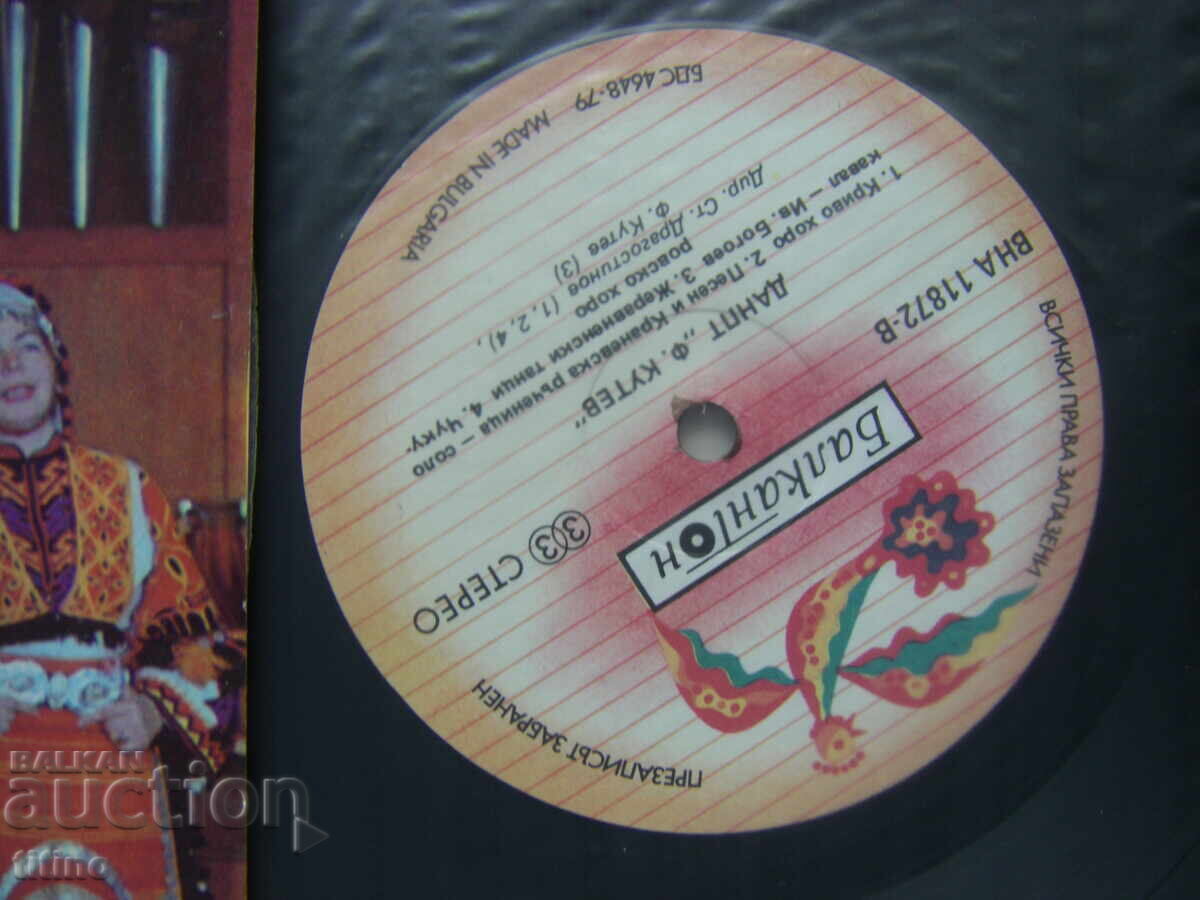 ПРЕЗАПИСЪТ ЗАБРАНЕН
ВСИЧКИ ПРАВА ЗАПАЗЕНИ
Балкантон
33 СТЕРЕО
ВНА 11872-В
ДАНПТ „Ф. КУТЕВ"
1. Криво хоро 2. Песен и Краневска ръченица – соло
кавал – Ив. Богоев 3. Жеравненски танци 4. Чуку-
ровско хоро
Дир. Ст. Драгостинов (1, 2, 4),
Ф. Кутев (3)
MADE IN BULGARIA
БДС 4648-79
BALKAN
auction
titino